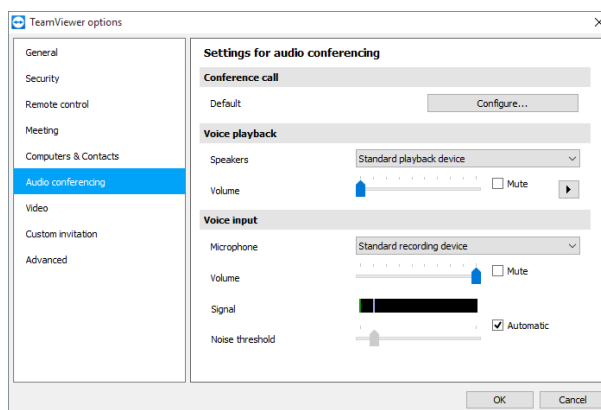 TeamViewer options
General
Security
Remote control
Meeting
Computers & Contacts
Audio conferencing
Video
Custom invitation
Advanced
Settings for audio conferencing
Conference call
Default
Configure...
Voice playback
Speakers
Standard playback device
Volume
Mute
Voice input
Microphone
Standard recording device
Volume
Mute
Signal
Automatic
Noise threshold
OK
Cancel